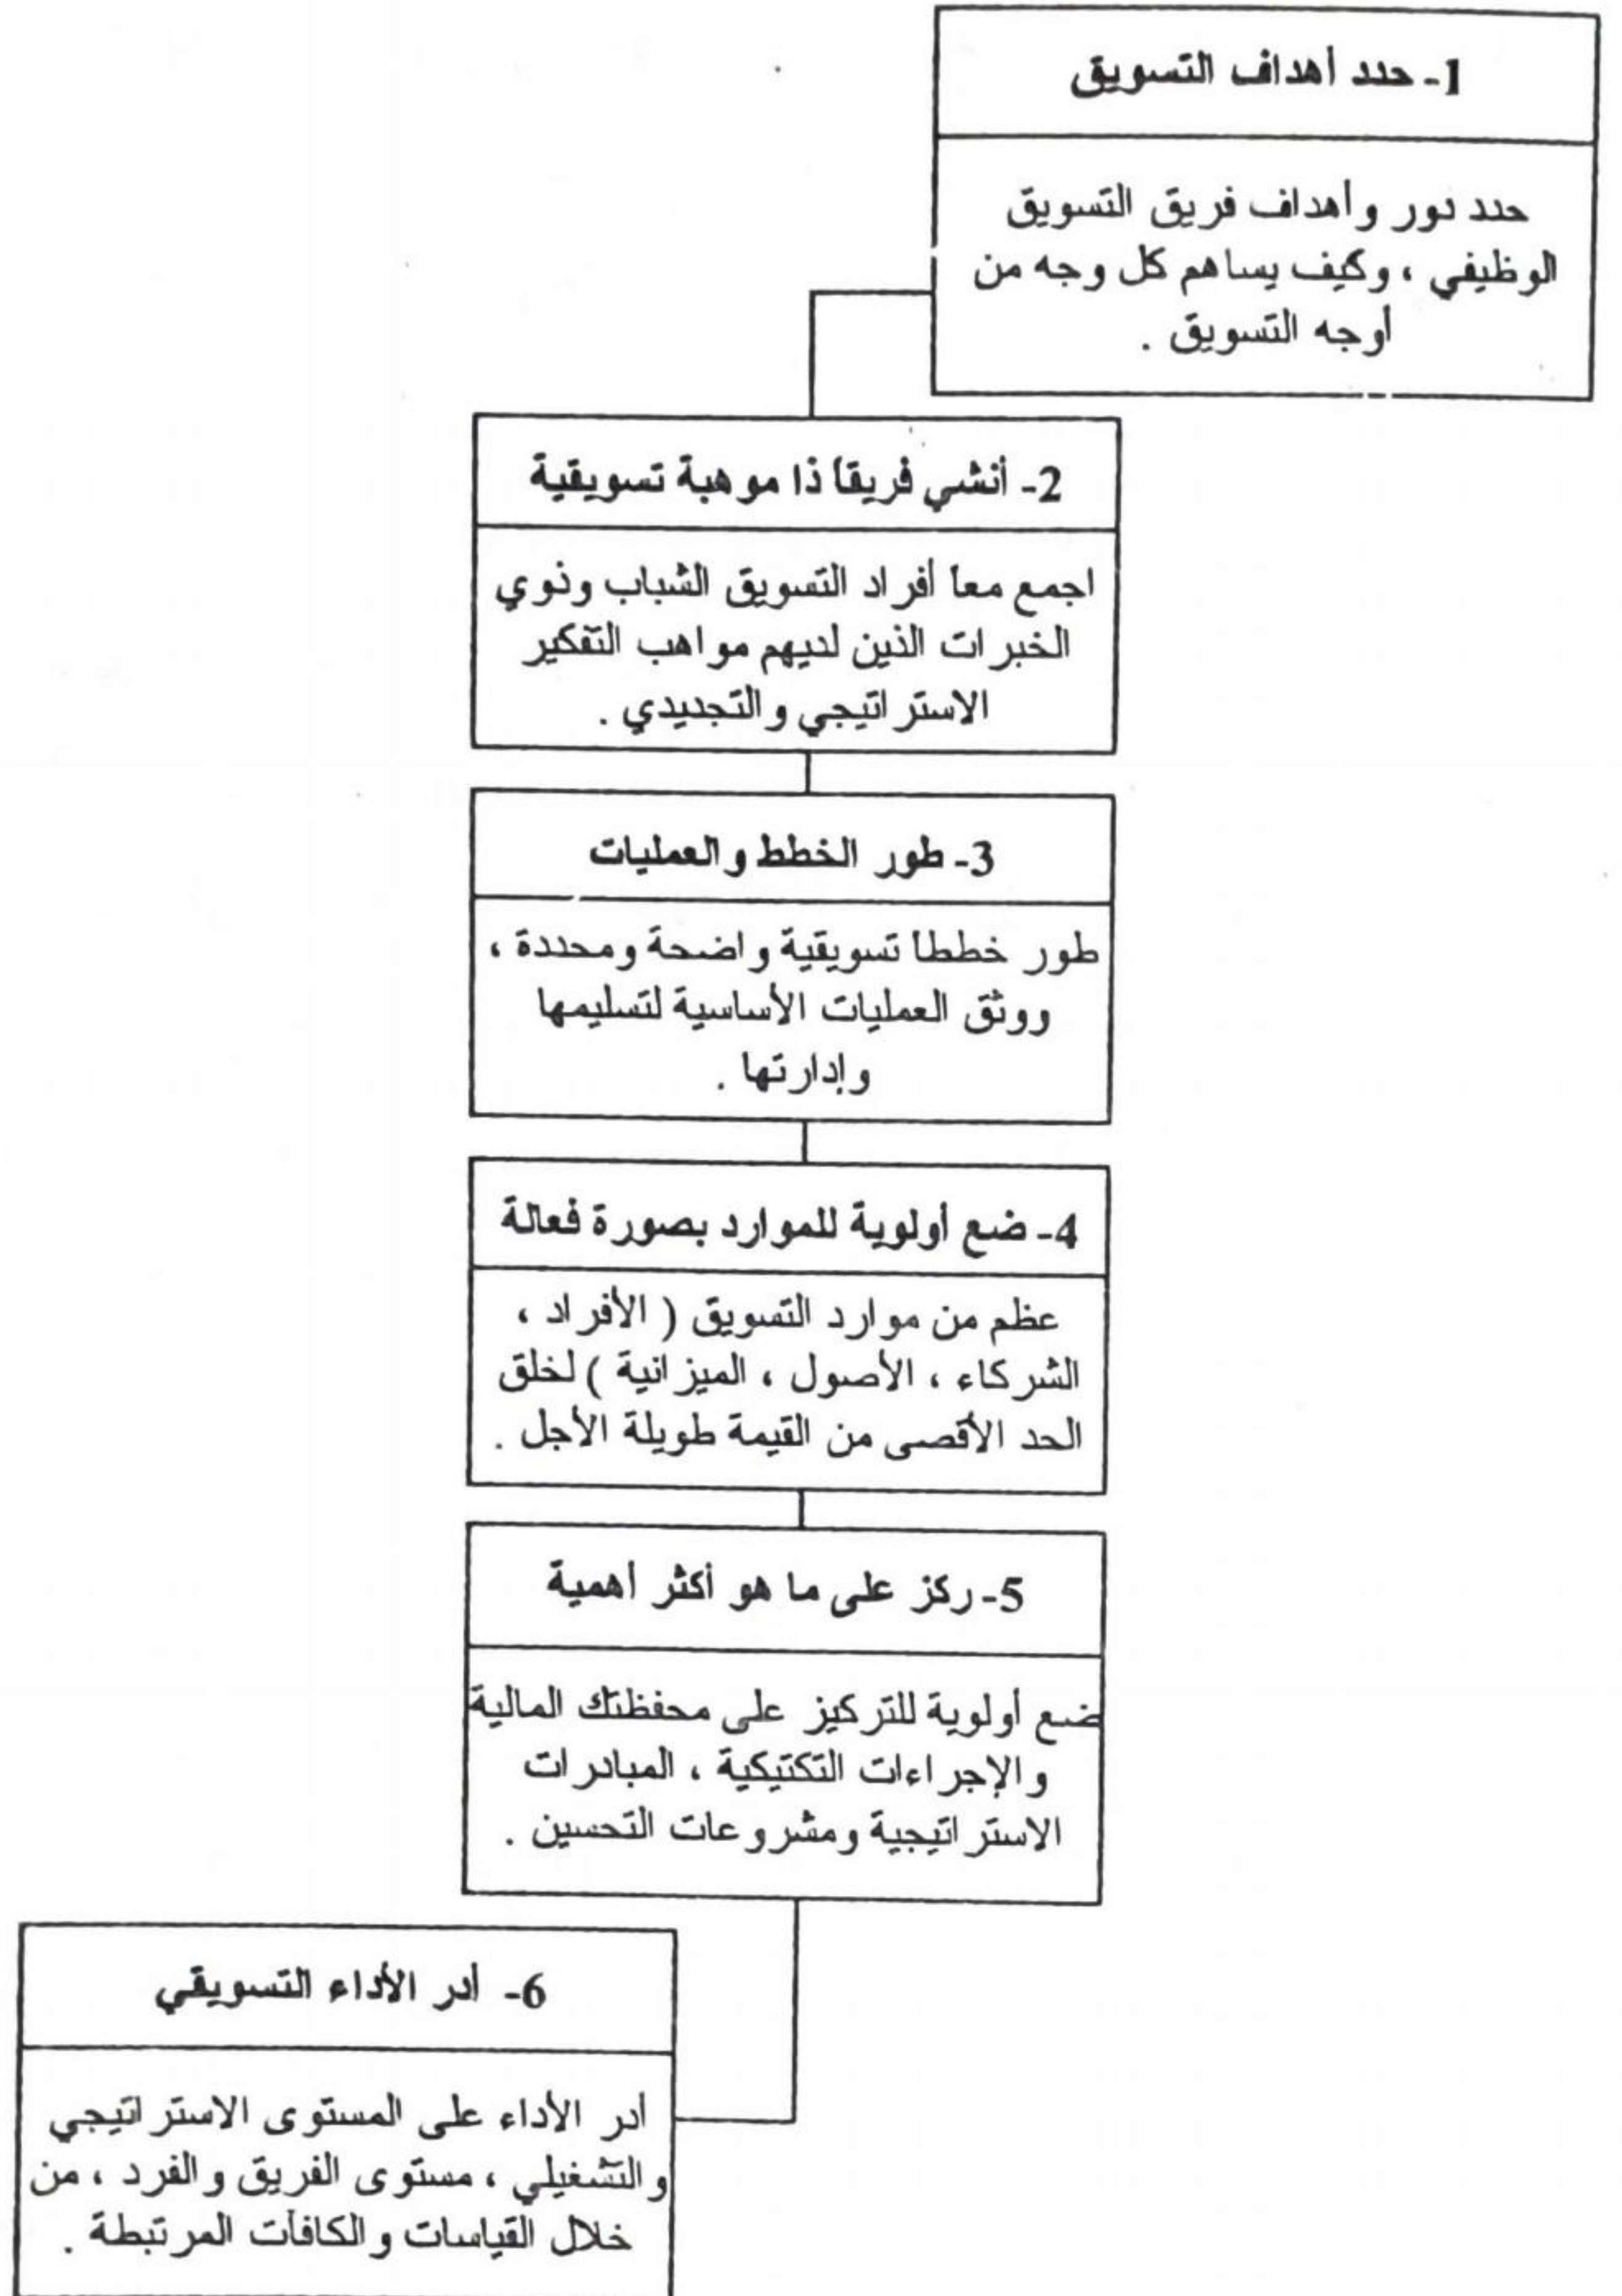 1- حدد أهداف التسويق
حدد دور وأهداف فريق التسويق
الوظيفي ، وكيف يساهم كل وجه من
أوجه التسويق .
2- أنشي فريقاً ذا موهبة تسويقية
اجمع معاً أفراد التسويق الشباب وذوي
الخبرات الذين لديهم مواهب التفكير
الاستراتيجي والتجديدي .
3- طور الخطط والعمليات
طور خططاً تسويقية واضحة ومحددة ،
ووثق العمليات الأساسية لتسليمها
وإدارتها .
4- ضع أولوية للموارد بصورة فعالة
عظم من موارد التسويق ( الأفراد ،
الشركاء ، الأصول ، الميزانية ) لخلق
الحد الأقصى من القيمة طويلة الأجل .
5- ركز على ما هو أكثر أهمية
ضع أولوية للتركيز على محفظتك المالية
والإجراءات التكتيكية ، المبادرات
الاستراتيجية ومشروعات التحسين .
6- أدر الأداء التسويقي
أدر الأداء على المستوى الاستراتيجي
والتشغيلي ، مستوى الفريق والفرد ، من
خلال القياسات والكافآت المرتبطة .